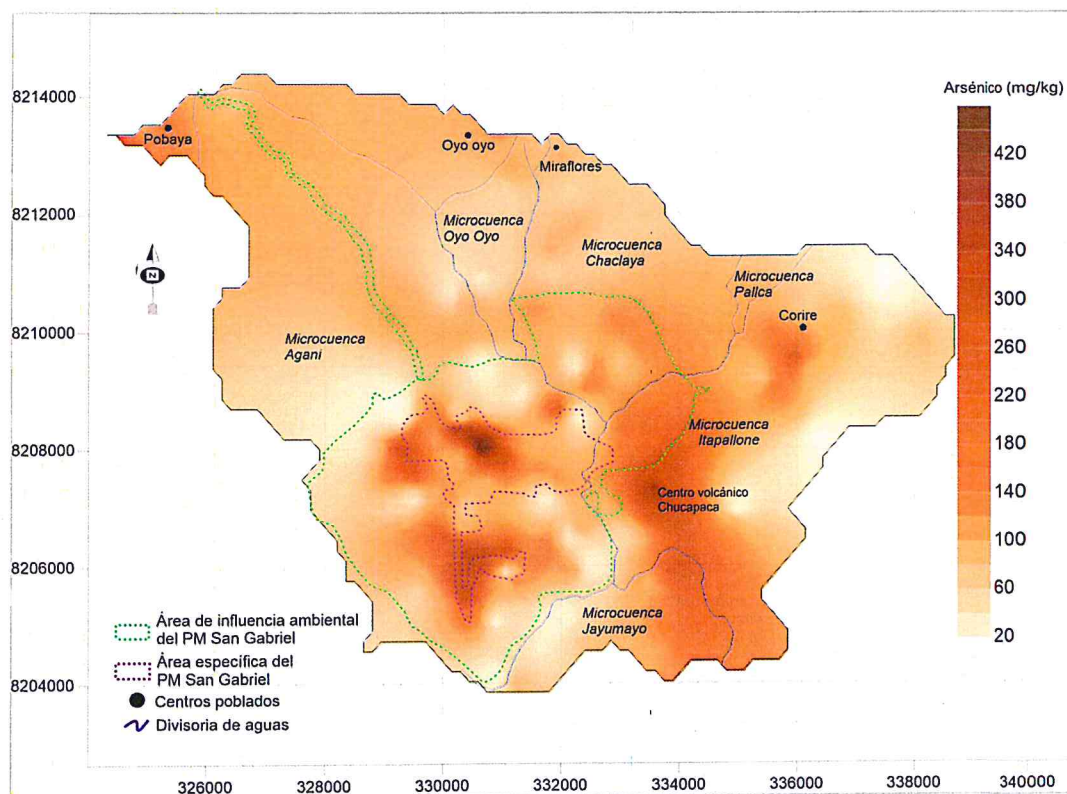 Arsénico (mg/kg)
8214000
8212000
8210000
8208000
8206000
8204000
Pobaya
Oyo oyo
Miraflores
Microcuenca
Oyo Oyo
Microcuenca
Chaclaya
Microcuenca
Pallca
Corire
Microcuenca
Agani
Microcuenca
Itapallone
Centro volcánico
Chucapaca
Microcuenca
Jayumayo
N
420
380
340
300
260
220
180
140
100
60
20
Área de influencia ambiental
del PM San Gabriel
Área específica del
PM San Gabriel
Centros poblados
Divisoria de aguas
326000
328000
330000
332000
334000
336000
338000
340000